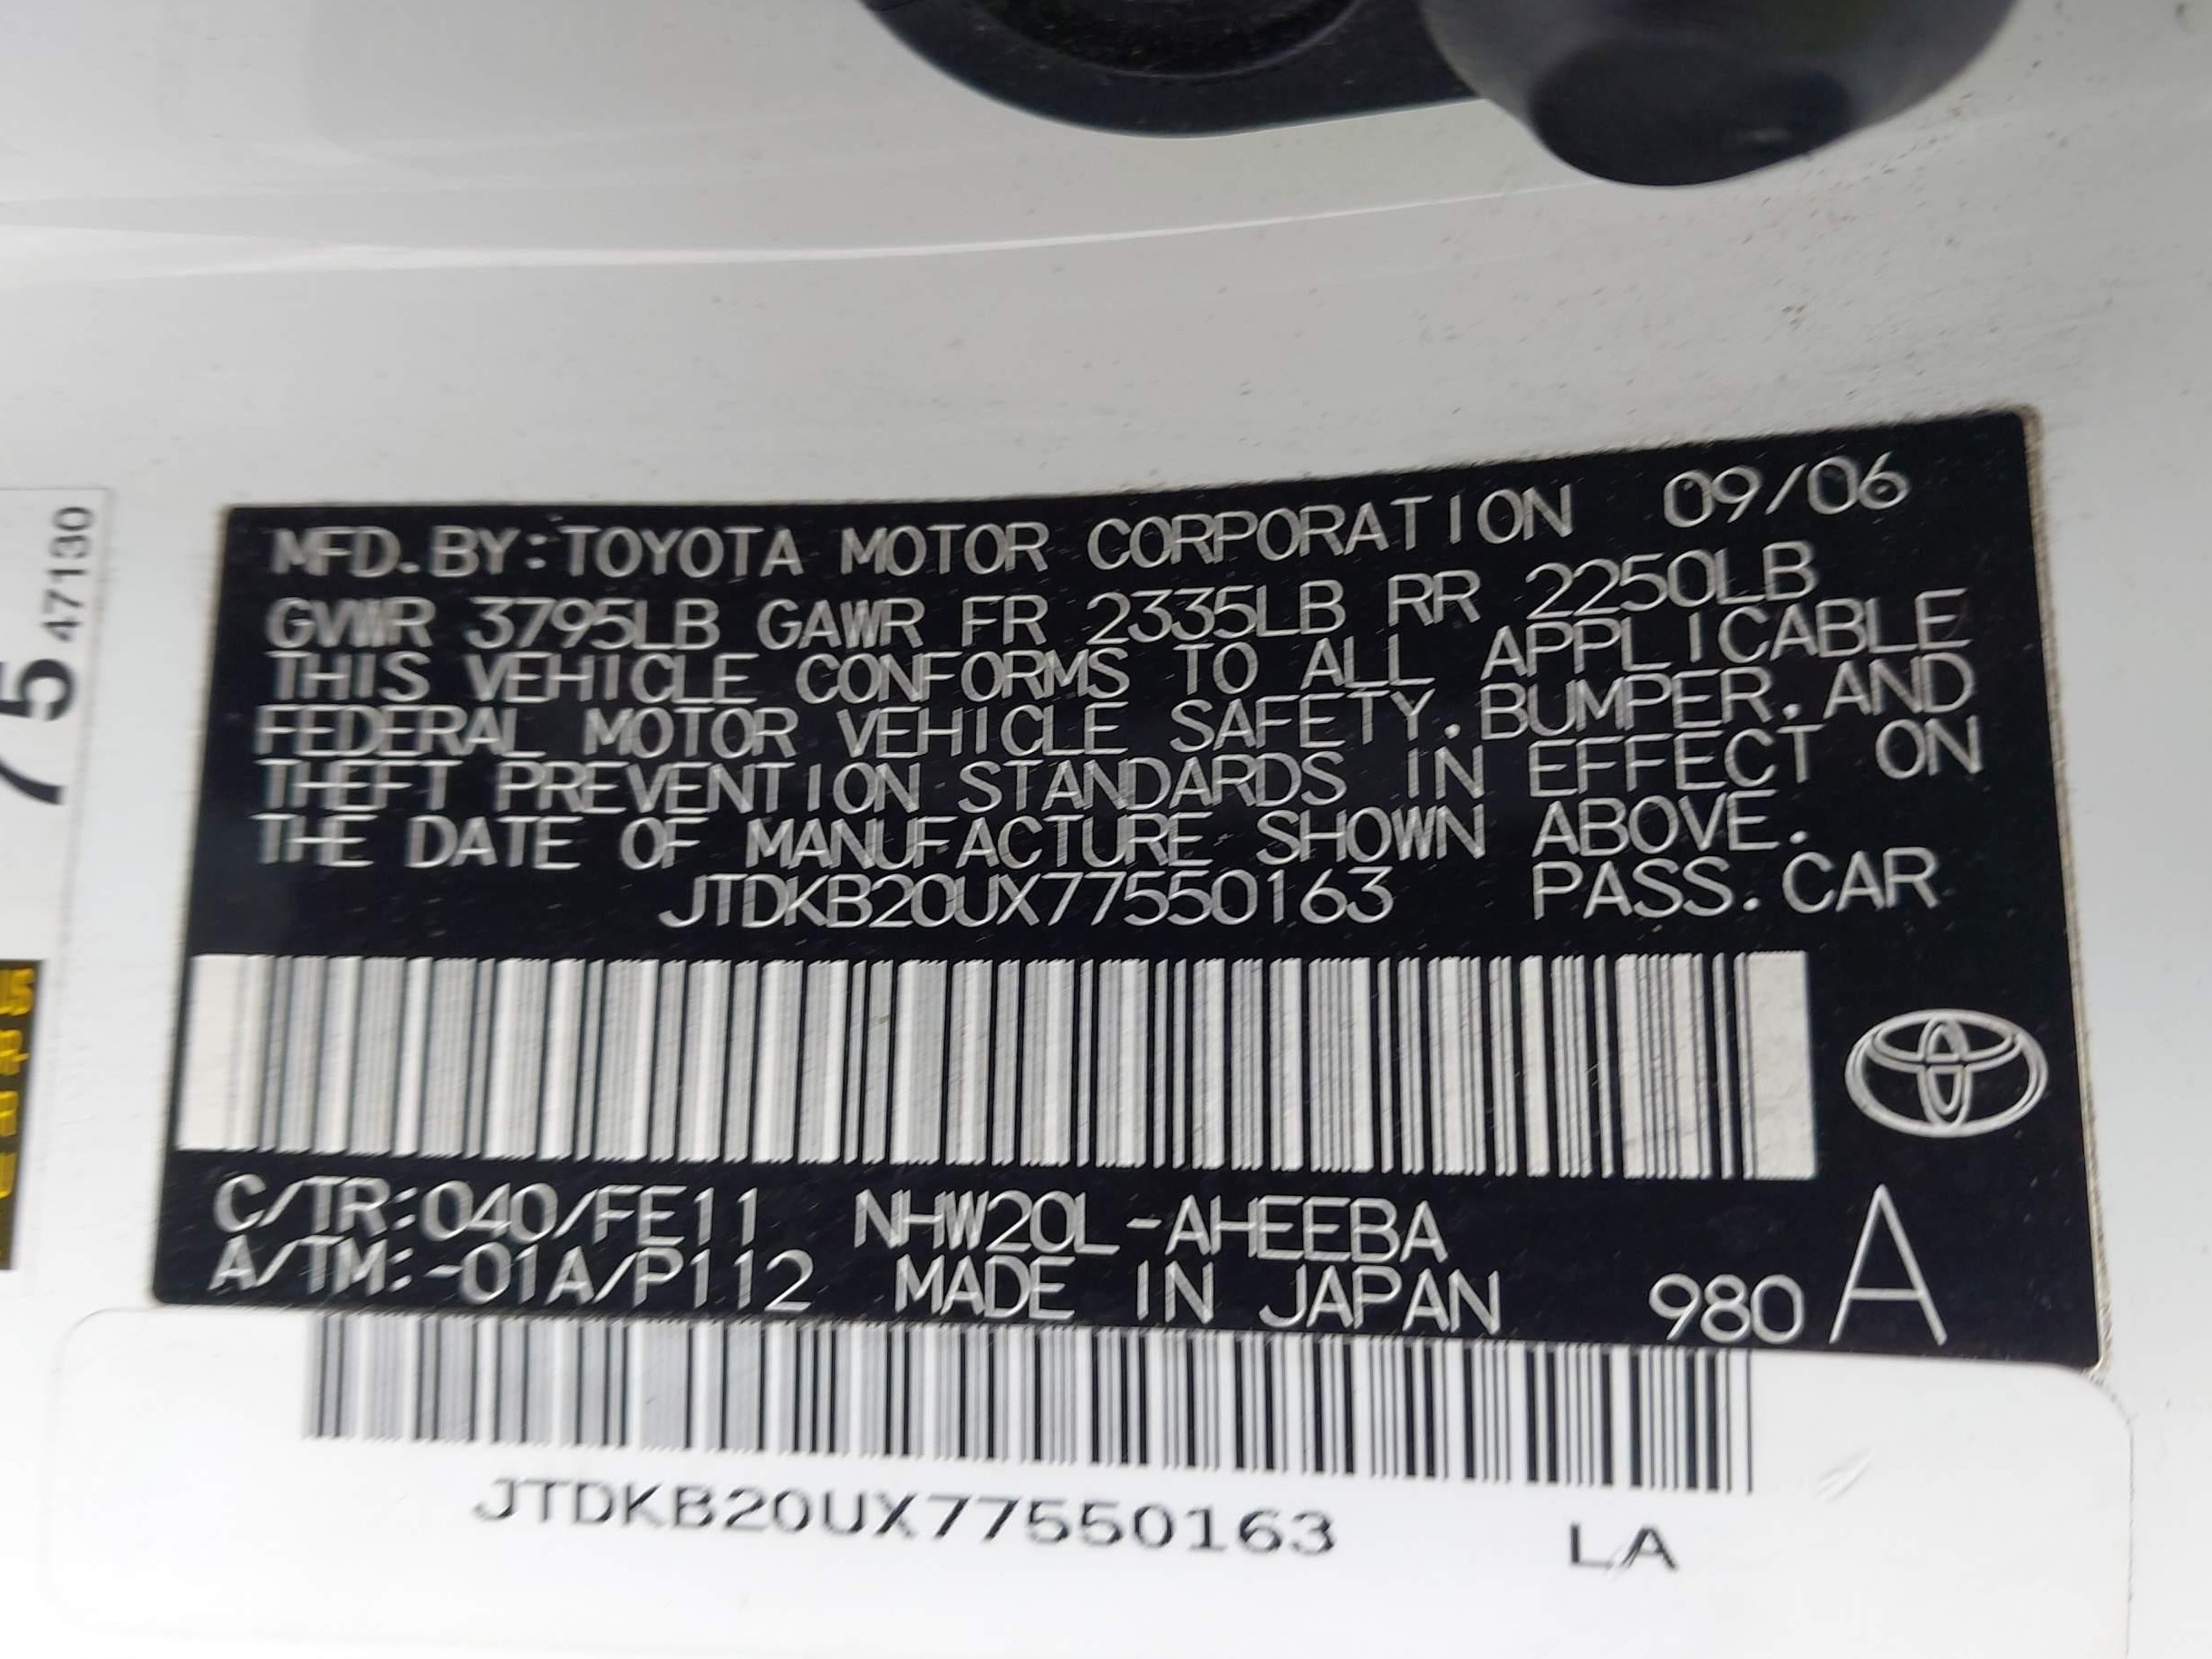 47130
75
MFD.BY:TOYOTA MOTOR CORPORATION 09/06
GVWR 3795LB GAWR FR 2335LB RR 2250LB
THIS VEHICLE CONFORMS TO ALL APPLICABLE
FEDERAL MOTOR VEHICLE SAFETY, BUMPER, AND
THEFT PREVENTION STANDARDS IN EFFECT ON
THE DATE OF MANUFACTURE SHOWN ABOVE.
JTDKB20UX77550163 PASS.CAR
C/TR:040/FE11 NHW20L-AHEEBA
A/TM:-01A/P112 MADE IN JAPAN 980 A
JTDKB20UX77550163 LA